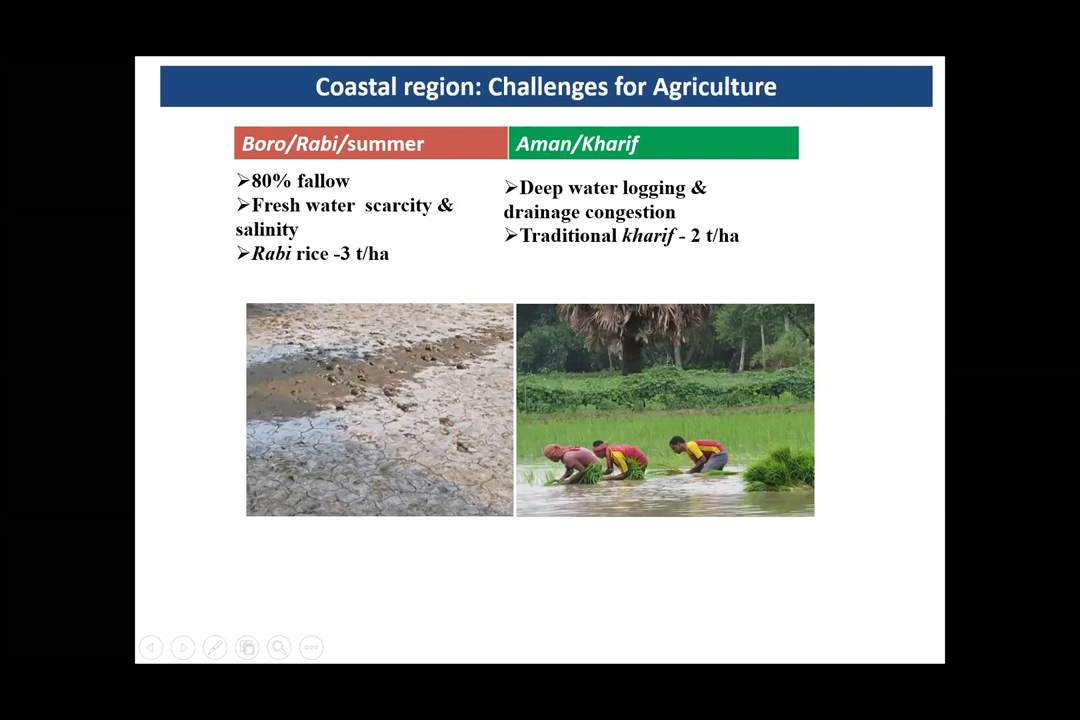 Coastal region: Challenges for Agriculture
Boro/Rabi/summer
➢80% fallow
➢Fresh water scarcity &
salinity
➢Rabi rice -3 t/ha
Aman/Kharif
➢Deep water logging &
drainage congestion
➢Traditional kharif - 2 t/ha